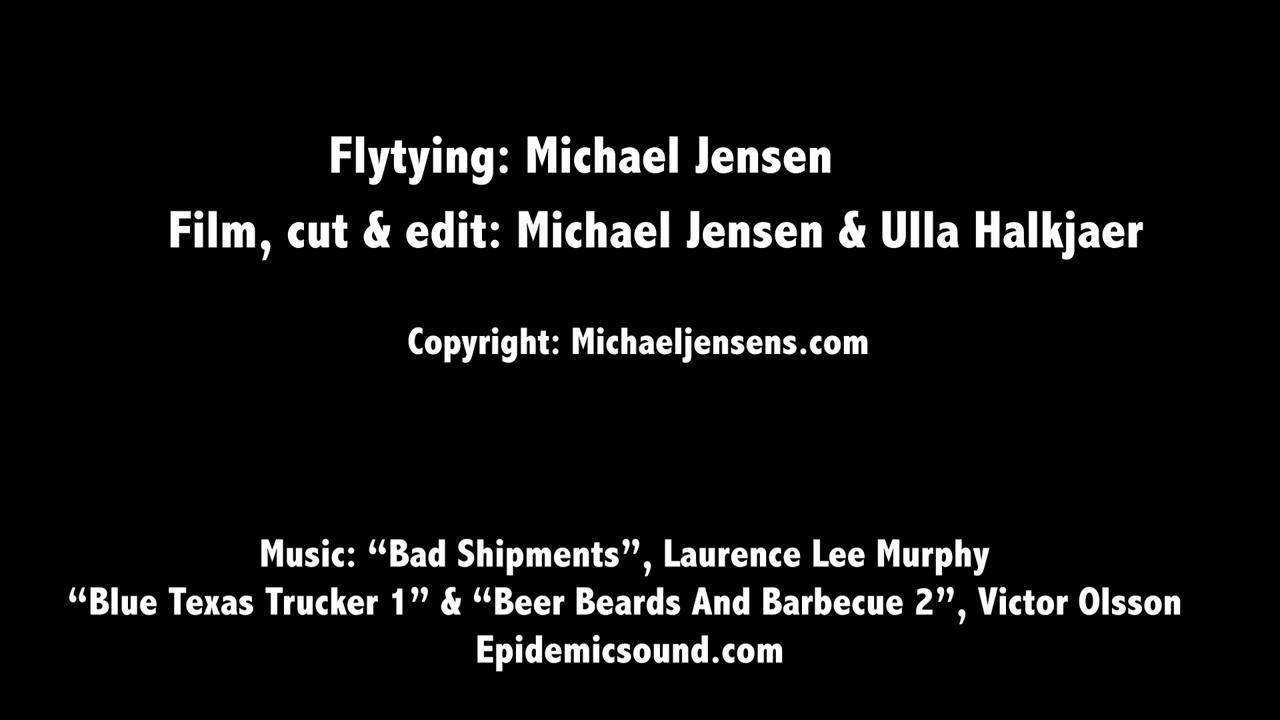 Flytying: Michael Jensen
Film, cut & edit: Michael Jensen & Ulla Halkjaer
Copyright: Michaeljensens.com
Music: “Bad Shipments”, Laurence Lee Murphy
“Blue Texas Trucker 1” & “Beer Beards And Barbecue 2”, Victor Olsson
Epidemicsound.com